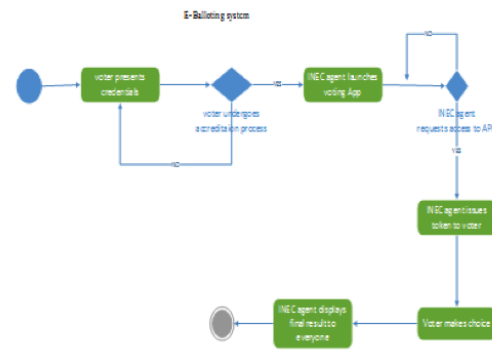 E-Balloting system
voter presents
credentials
YES
INEC agent launches
voting App
NO
voter undergoes
accreditaion process
NO
INEC agent
requests access to AP
YES
INEC agent issues
token to voter
Voter makes choice
INEC agent displays
final result to
everyone